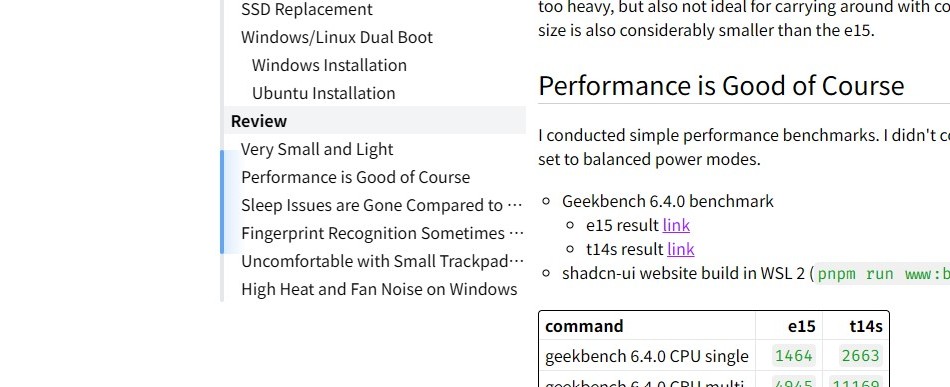 SSD Replacement
Windows/Linux Dual Boot
Windows Installation
Ubuntu Installation
Review
Very Small and Light
Performance is Good of Course
Sleep Issues are Gone Compared to ···
Fingerprint Recognition Sometimes ···
Uncomfortable with Small Trackpad···
High Heat and Fan Noise on Windows
too heavy, but also not ideal for carrying around with
size is also considerably smaller than the e15.
Performance is Good of Course
I conducted simple performance benchmarks. I didn't
set to balanced power modes.
Geekbench 6.4.0 benchmark
e15 result link
t14s result link
shadcn-ui website build in WSL 2 (pnpm run www:b
command e15 t14s
geekbench 6.4.0 CPU single 1464 2663
geekbench 6.4.0 CPU multi 4945 11169